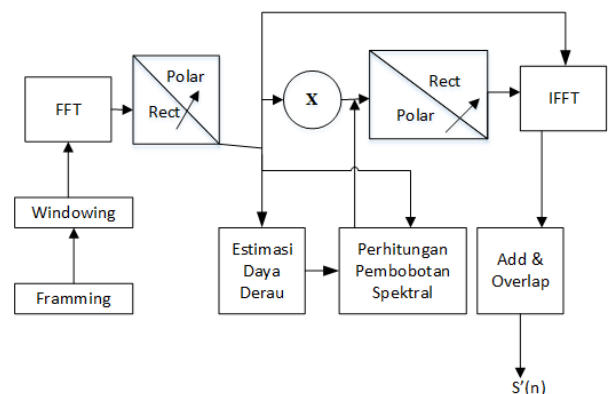 FFT
Polar
Rect
X
Rect
Polar
IFFT
Windowing
Framming
Estimasi
Daya
Derau
Perhitungan
Pembobotan
Spektral
Add &
Overlap
S'(n)